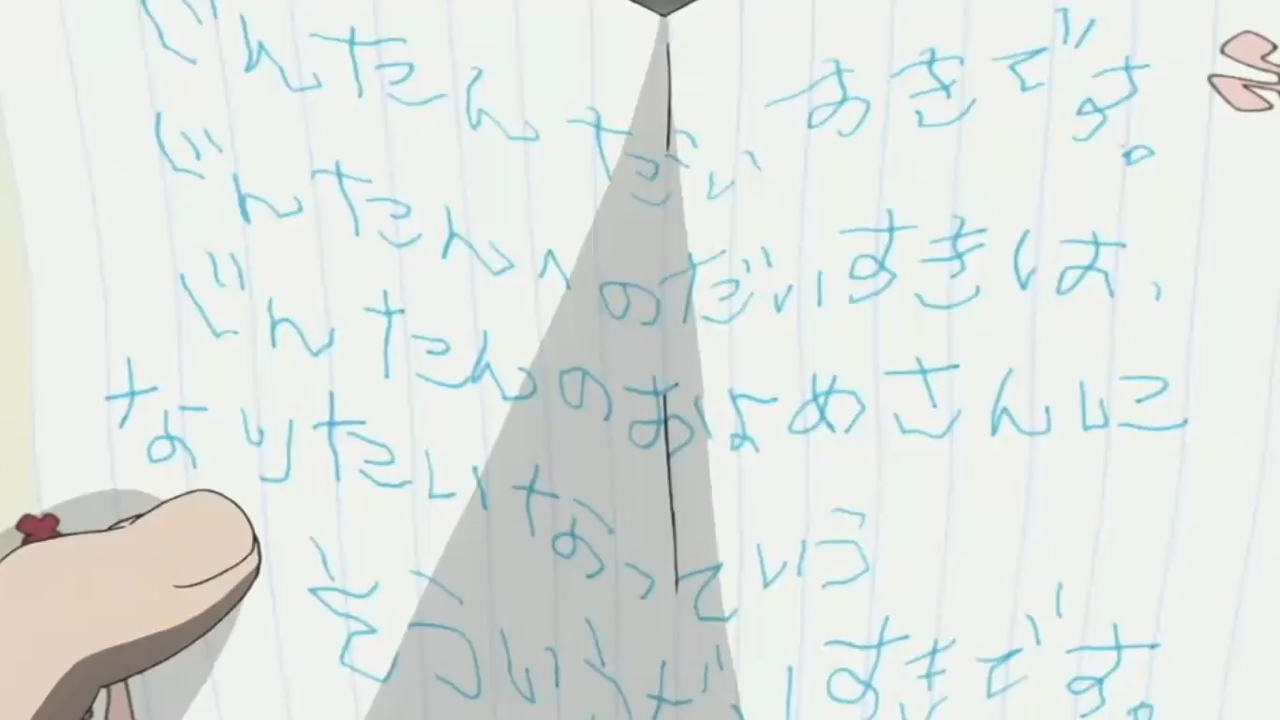 じんたん だい すきです。
じんたんへのだいすきは、
じんたんのおよめさんに
なりたいなっていう
そういうだいすきです。